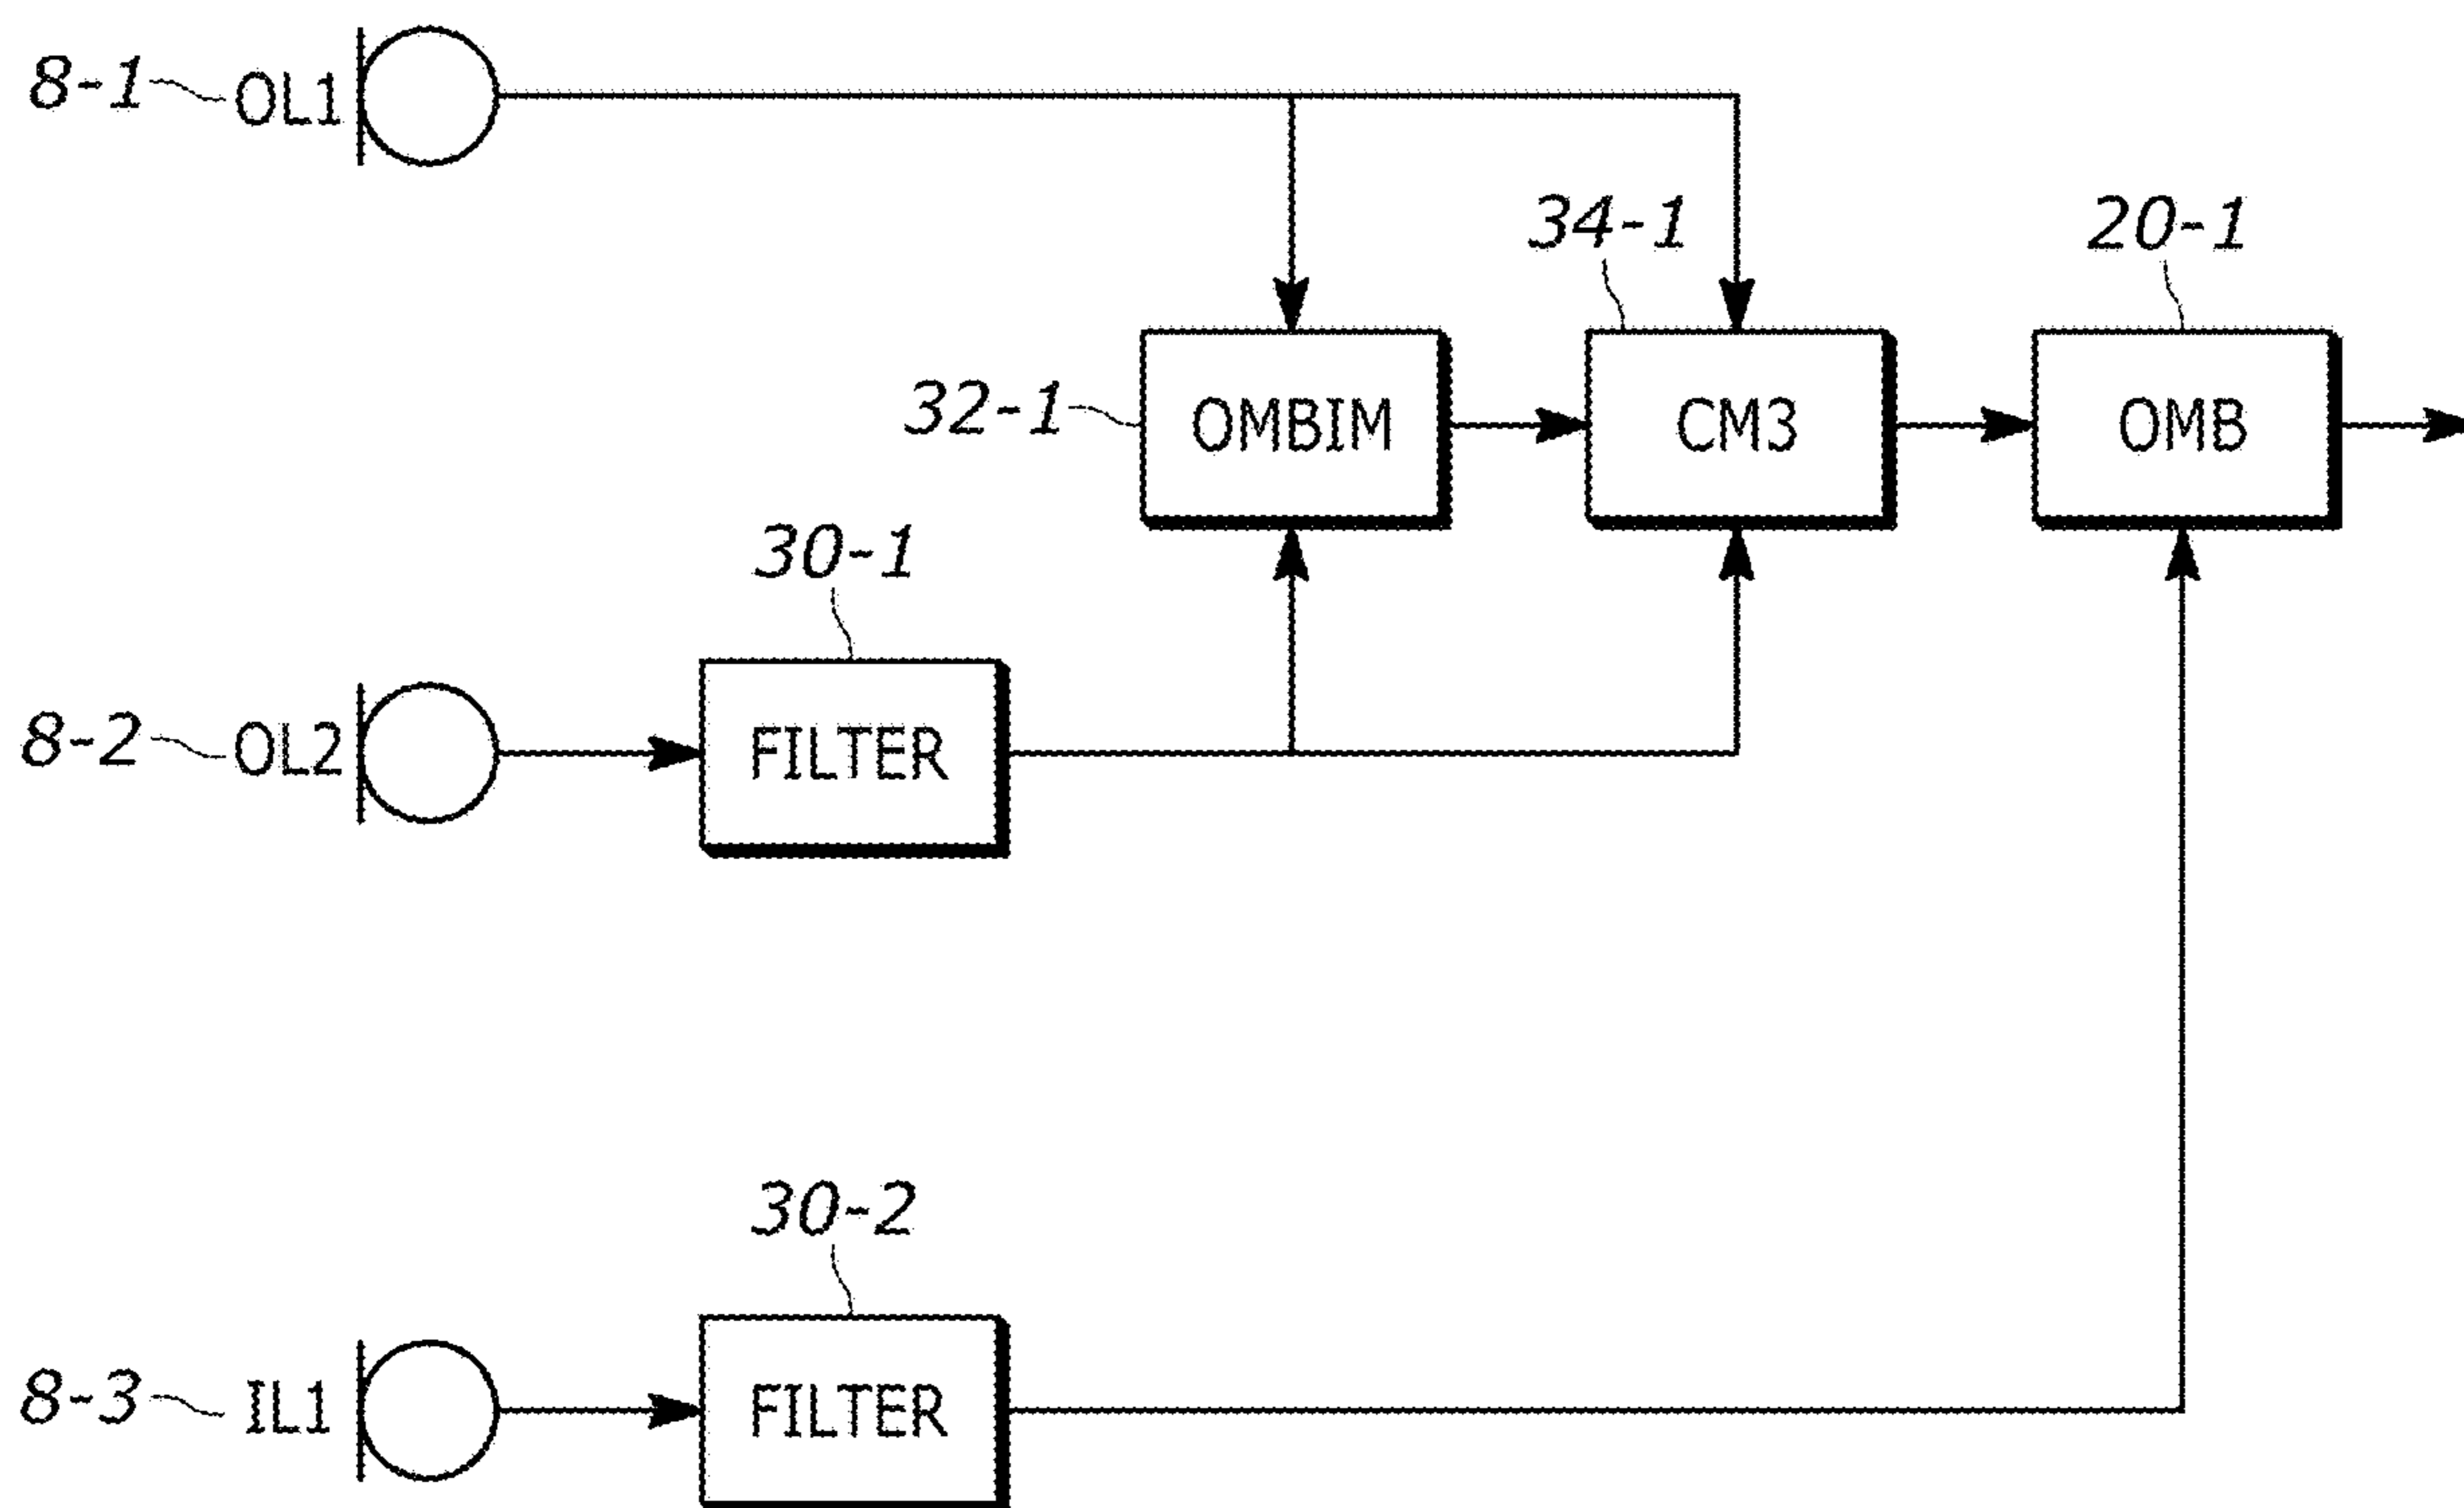 8-1 OL1
34-1
20-1
32-1 OMBIM CM3 OMB
30-1
8-2 OL2 FILTER
30-2
8-3 IL1 FILTER